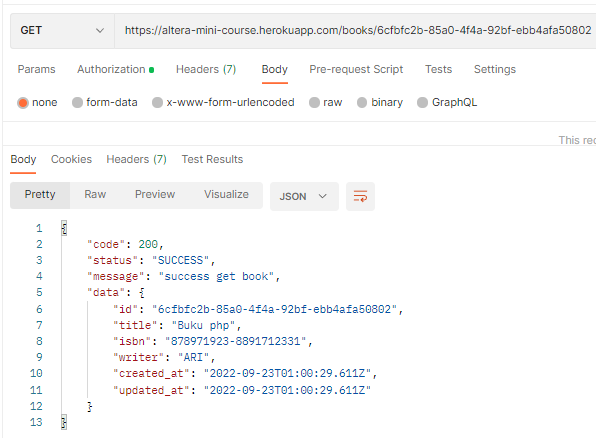 GET https://altera-mini-course.herokuapp.com/books/6cfbfc2b-85a0-4f4a-92bf-ebb4afa50802
Params Authorization Headers (7) Body Pre-request Script Tests Settings
none form-data x-www-form-urlencoded raw binary GraphQL
This rec
Body Cookies Headers (7) Test Results
Pretty Raw Preview Visualize JSON
1 {
2 "code": 200,
3 "status": "SUCCESS",
4 "message": "success get book",
5 "data": {
6 "id": "6cfbfc2b-85a0-4f4a-92bf-ebb4afa50802",
7 "title": "Buku php",
8 "isbn": "878971923-8891712331",
9 "writer": "ARI",
10 "created_at": "2022-09-23T01:00:29.611Z",
11 "updated_at": "2022-09-23T01:00:29.611Z"
12 }
13 }